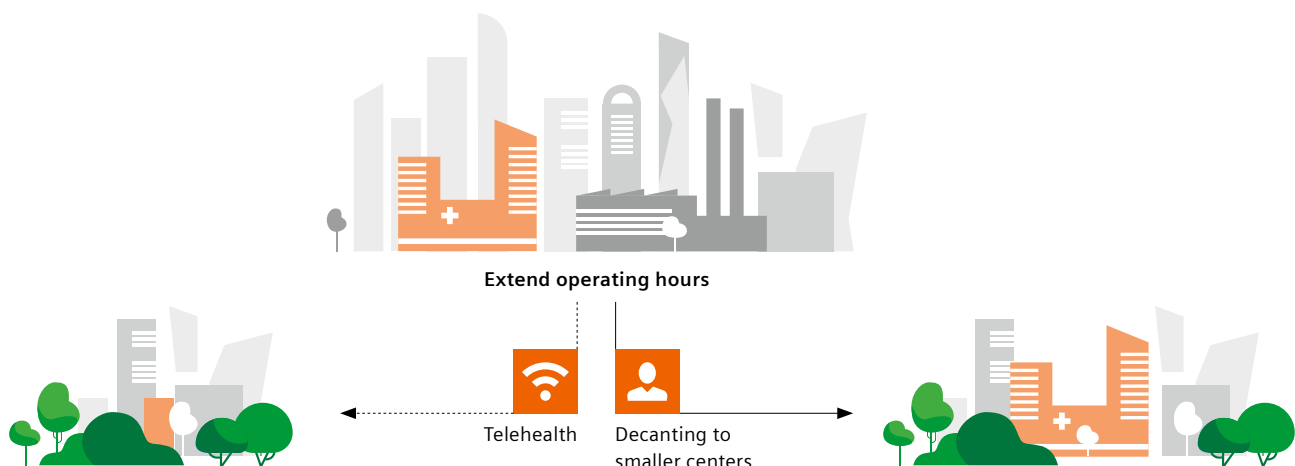 Extend operating hours
Telehealth
Decanting to
smaller centers